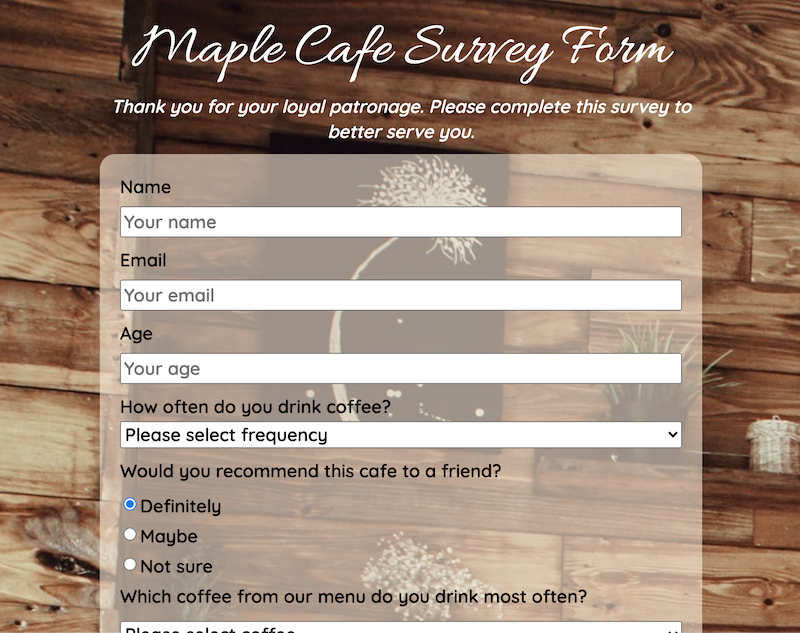 Maple Cafe Survey Form
Thank you for your loyal patronage. Please complete this survey to
better serve you.
Name
Your name
Email
Your email
Age
Your age
How often do you drink coffee?
Please select frequency
Would you recommend this cafe to a friend?
Definitely
Maybe
Not sure
Which coffee from our menu do you drink most often?
Please select coffee